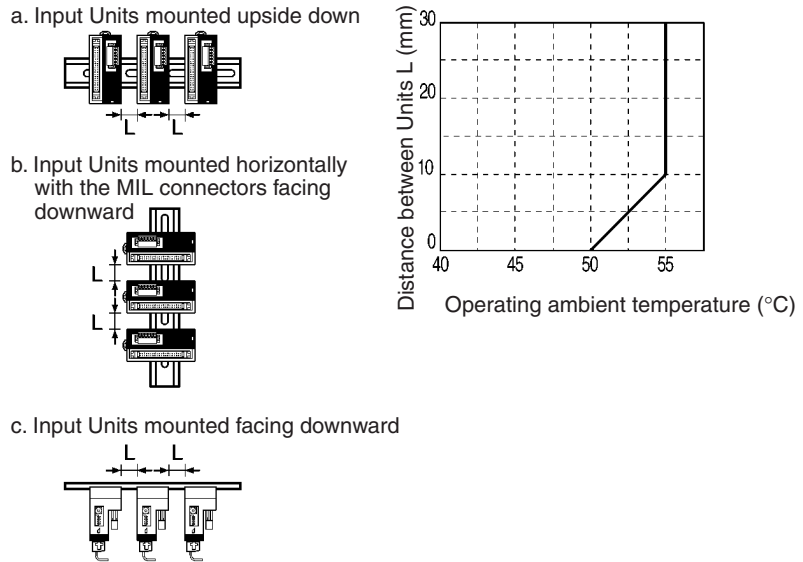 a. Input Units mounted upside down
L L
b. Input Units mounted horizontally
with the MIL connectors facing
downward
L
L
c. Input Units mounted facing downward
L L
Distance between Units L (mm)
30
20
10
0
40 45 50 55
Operating ambient temperature (°C)